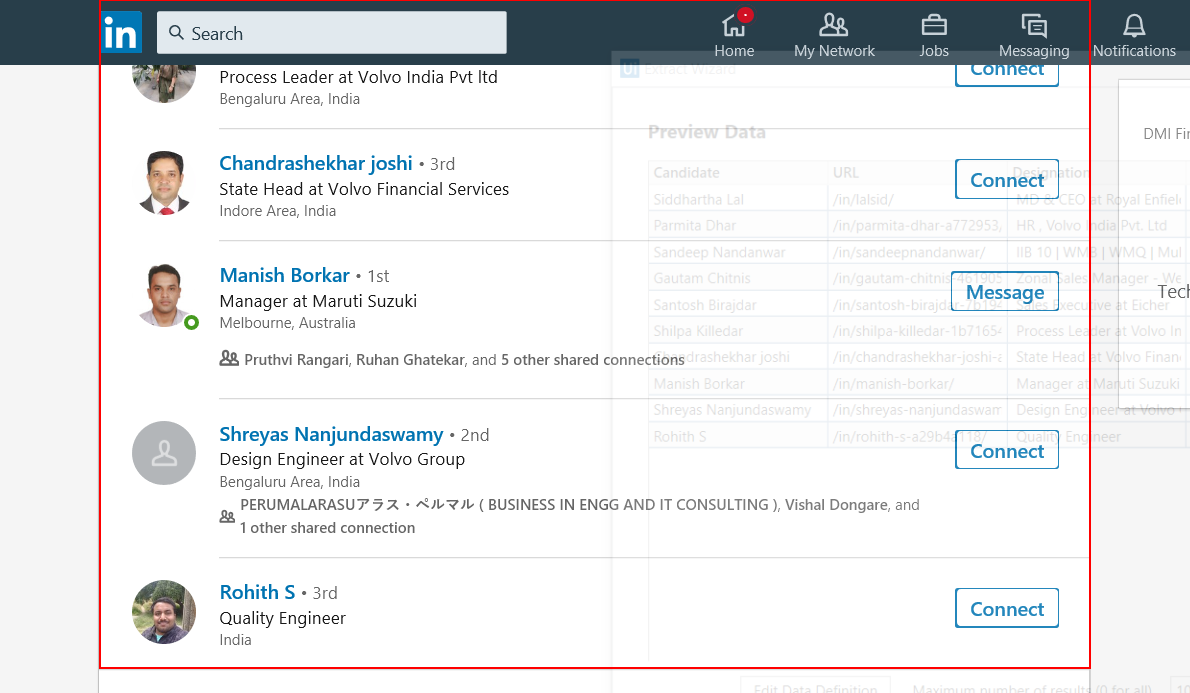 in
Search
Home
My Network
Jobs
Messaging
Notifications
Process Leader at Volvo India Pvt ltd
Bengaluru Area, India
Connect
Chandrashekhar joshi • 3rd
State Head at Volvo Financial Services
Indore Area, India
Connect
Manish Borkar • 1st
Manager at Maruti Suzuki
Melbourne, Australia
Message
Pruthvi Rangari, Ruhan Ghatekar, and 5 other shared connections
Shreyas Nanjundaswamy • 2nd
Design Engineer at Volvo Group
Bengaluru Area, India
Connect
PERUMALARASUアラス・ペルマル ( BUSINESS IN ENGG AND IT CONSULTING ), Vishal Dongare, and
1 other shared connection
Rohith S • 3rd
Quality Engineer
India
Connect
Ui Extract Wizard
Preview Data
Candidate URL Designation
Siddhartha Lal /in/lalsid/ MD & CEO at Royal Enfiel
Parmita Dhar /in/parmita-dhar-a772953, HR , Volvo India Pvt. Ltd
Sandeep Nandanwar /in/sandeepnandanwar/ IIB 10 | WMB | WMQ | Mul
Gautam Chitnis /in/gautam-chitnis-461905 Zonal Sales Manager - We
Santosh Birajdar /in/santosh-birajdar- Sales Executive at Eicher
Shilpa Killedar /in/shilpa-killedar-1b71654 Process Leader at Volvo In
Chandrashekhar joshi /in/chandrashekhar-joshi-a State Head at Volvo Finan
Manish Borkar /in/manish-borkar/ Manager at Maruti Suzuki
Shreyas Nanjundaswamy /in/shreyas-nanjundaswam Design Engineer at Volvo
Rohith S /in/rohith-s-a29b4a118/ Quality Engineer
Edit Data Definition
Maximum number of results (0 for all)
10
DMI Fin
Tech